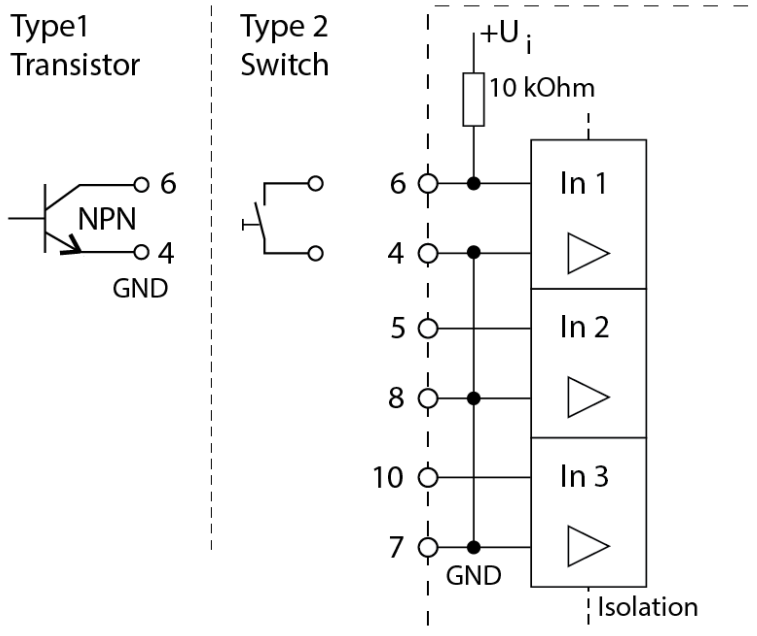 Type1
Transistor
Type 2
Switch
+Ui
10 kOhm
6
NPN
4
GND
6
In 1
4
5
In 2
8
10
In 3
7
GND
Isolation